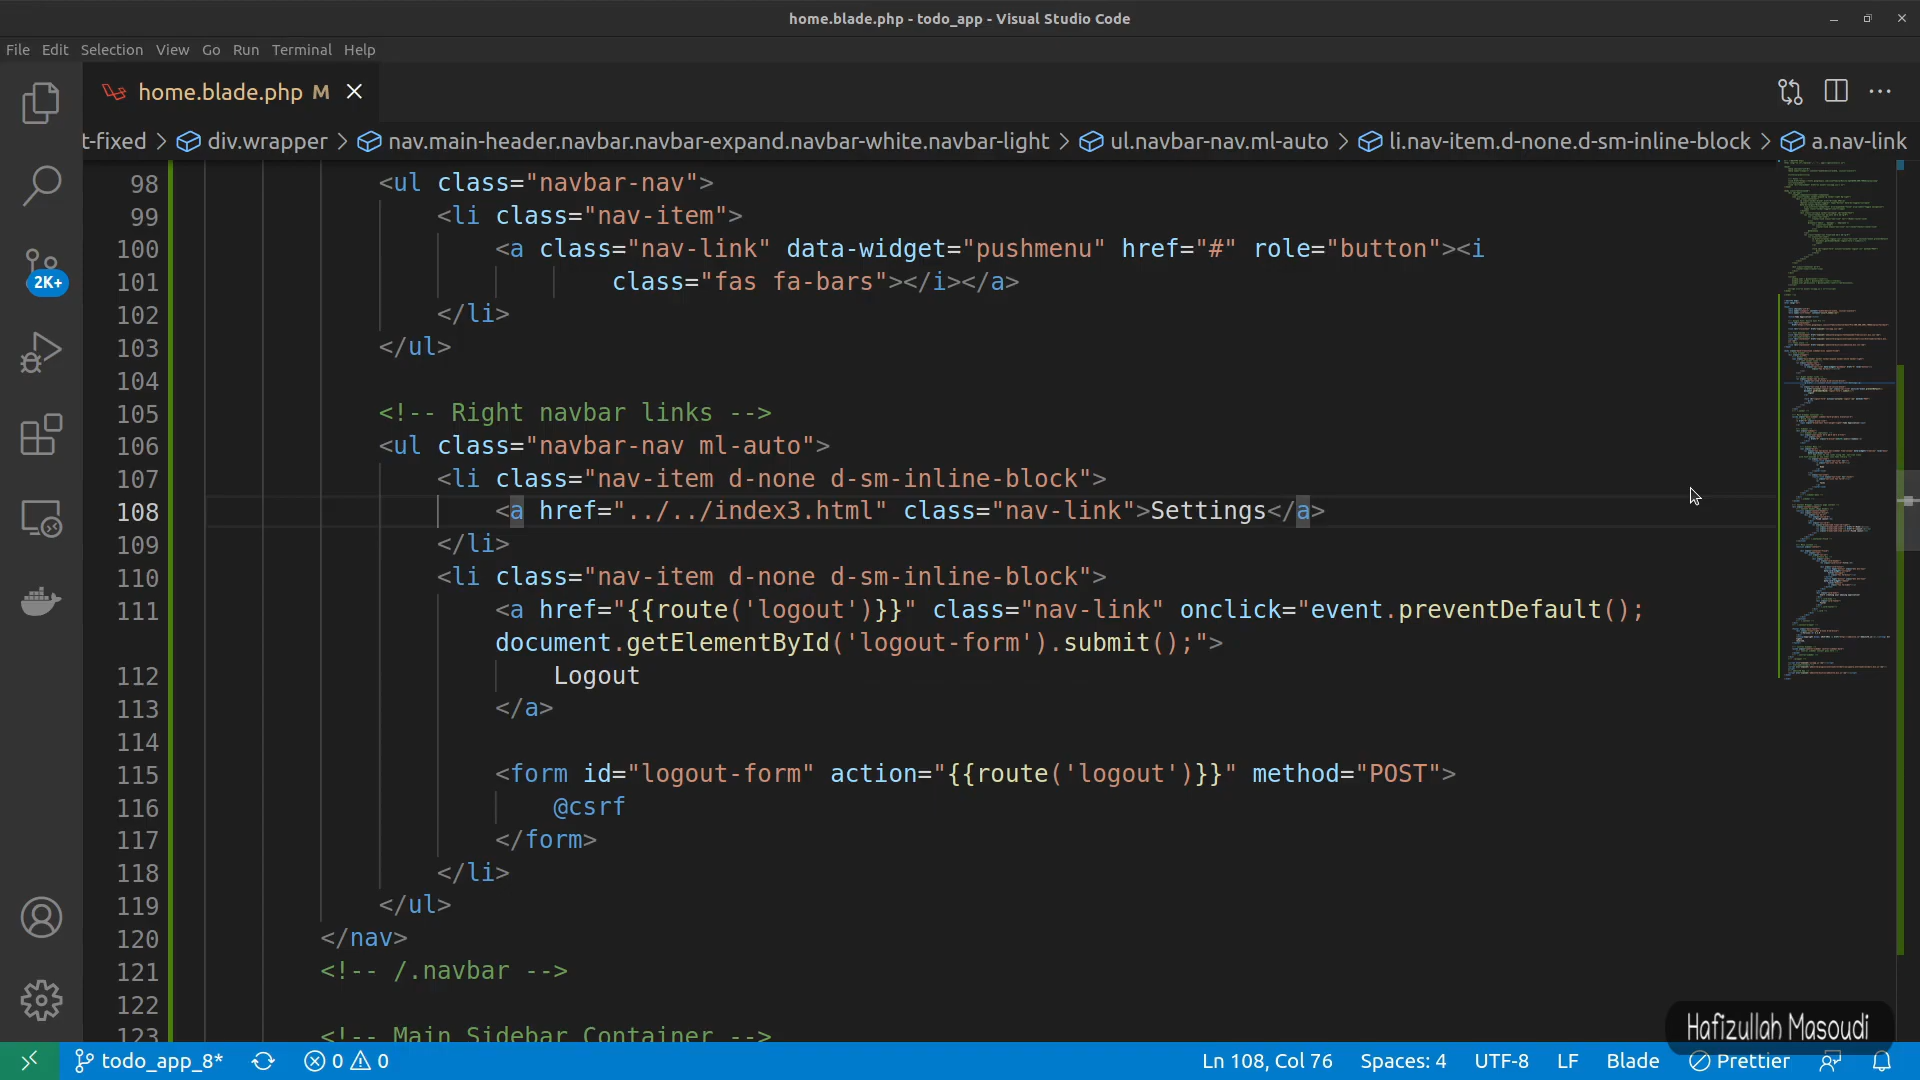 home.blade.php - todo_app - Visual Studio Code
File Edit Selection View Go Run Terminal Help
home.blade.php M
t-fixed > div.wrapper > nav.main-header.navbar.navbar-expand.navbar-white.navbar-light > ul.navbar-nav.ml-auto > li.nav-item.d-none.d-sm-inline-block > a.nav-link
98 <ul class="navbar-nav">
99 <li class="nav-item">
100 <a class="nav-link" data-widget="pushmenu" href="#" role="button"><i
101 class="fas fa-bars"></i></a>
102 </li>
103 </ul>
104
105 <!-- Right navbar links -->
106 <ul class="navbar-nav ml-auto">
107 <li class="nav-item d-none d-sm-inline-block">
108 <a href="../../index3.html" class="nav-link">Settings</a>
109 </li>
110 <li class="nav-item d-none d-sm-inline-block">
111 <a href="{{route('logout')}}" class="nav-link" onclick="event.preventDefault();
document.getElementById('logout-form').submit();">
112 Logout
113 </a>
114
115 <form id="logout-form" action="{{route('logout')}}" method="POST">
116 @csrf
117 </form>
118 </li>
119 </ul>
120 </nav>
121 <!-- /.navbar -->
122
123 <!-- Main Sidebar Container -->
2K+
Hafizullah Masoudi
todo_app_8* 0 0 Ln 108, Col 76 Spaces: 4 UTF-8 LF Blade Prettier